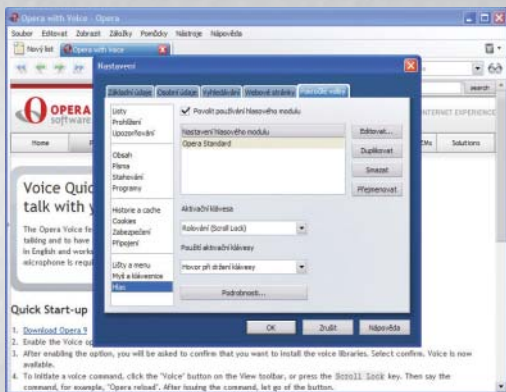 Opera with Voice - Opera
Soubor Editovat Zobrazit Záložky Pomůcky Nástroje Nápověda
Nový list Opera with Voice
Nastavení
search
Základní údaje Osobní údaje Vyhledávání Webové stránky Pokročilé volby
OPERA
software
INTERNET EXPERIENCE
Home
Solutions
Listy
Prohlížení
Upozorňování
Obsah
Písma
Stahování
Programy
Historie a cache
Cookies
Zabezpečení
Připojení
Lišty a menu
Myš a klávesnice
Hlas
Povolit používání hlasového modulu
Nastavení hlasového modulu
Opera Standard
Editovat...
Duplikovat
Smazat
Přejmenovat
Aktivační klávesa
Rolování (Scroll Lock)
Použití aktivační klávesy
Hovor při držení klávesy
Podrobnosti...
OK Zrušit Nápověda
Voice Quic
talk with y
The Opera Voice fe
talking and to have
in English and works
microphone is requi
Quick Start-up
1. Download Opera 9
2. Enable the Voice op
3. After enabling the option, you will be asked to confirm that you want to install the voice libraries. Select confirm. Voice is now
available.
4. To initiate a voice command, click the "Voice" button on the View toolbar, or press the Scroll Lock key. Then say the
command, for example, "Opera reload". After issuing the command, let go of the button.